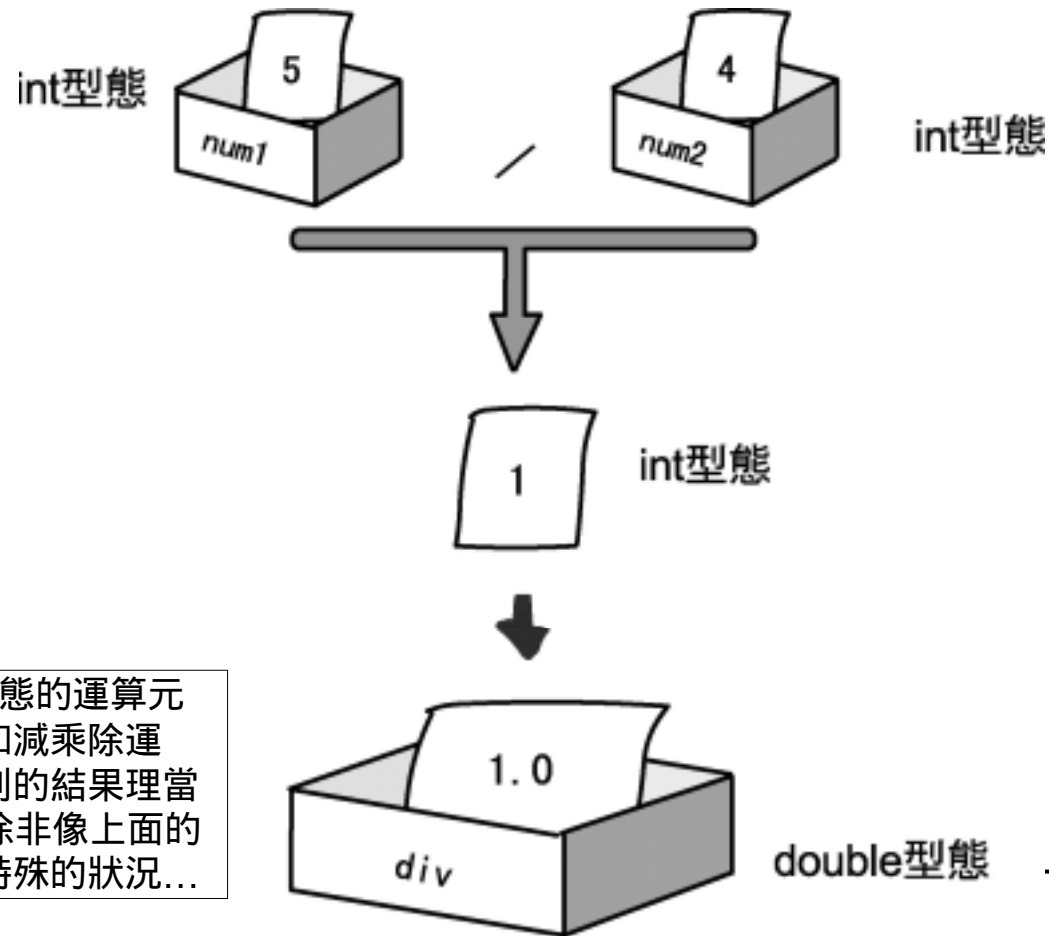 int型態
5
num1
/
4
num2
int型態
1
int型態
態的運算元
減乘除運
的結果理當
非像上面的
殊的狀況…
1.0
div
double型態